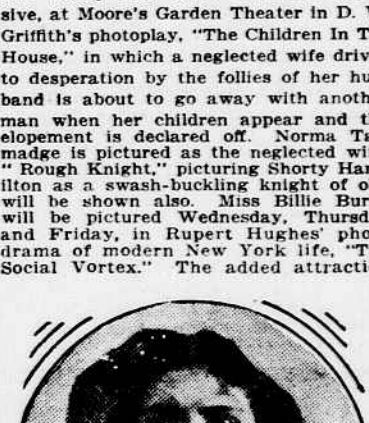 sive, at Moore's Garden Theater in D. W
Griffith's photoplay, "The Children In T
House," in which a neglected wife driv
to desperation by the follies of her hu
band is about to go away with anoth
man when her children appear and th
elopement is declared off. Norma Ta
madge is pictured as the neglected wi
" Rough Knight," picturing Shorty Ham
ilton as a swash-buckling knight of o
will be shown also. Miss Billie Bur
will be pictured Wednesday, Thursd
and Friday, in Rupert Hughes' pho
drama of modern New York life, "T
Social Vortex." The added attracti